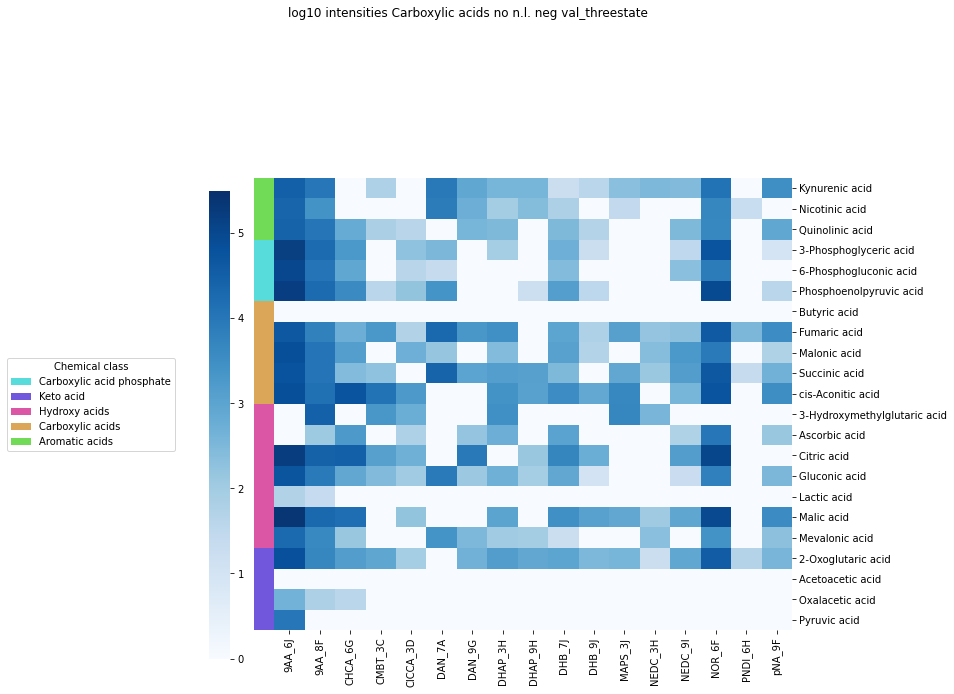 log10 intensities Carboxylic acids no n.l. neg val_threestate
Chemical class
Carboxylic acid phosphate
Keto acid
Hydroxy acids
Carboxylic acids
Aromatic acids
5
4
3
2
1
0
Kynurenic acid
Nicotinic acid
Quinolinic acid
3-Phosphoglyceric acid
6-Phosphogluconic acid
Phosphoenolpyruvic acid
Butyric acid
Fumaric acid
Malonic acid
Succinic acid
cis-Aconitic acid
3-Hydroxymethylglutaric acid
Ascorbic acid
Citric acid
Gluconic acid
Lactic acid
Malic acid
Mevalonic acid
2-Oxoglutaric acid
Acetoacetic acid
Oxalacetic acid
Pyruvic acid
9AA_6J
9AA_8F
CHCA_6G
CMBT_3C
ClCCA_3D
DAN_7A
DAN_9G
DHAP_3H
DHAP_9H
DHB_7J
DHB_9J
MAPS_3J
NEDC_3H
NEDC_9I
NOR_6F
PNDI_6H
pNA_9F